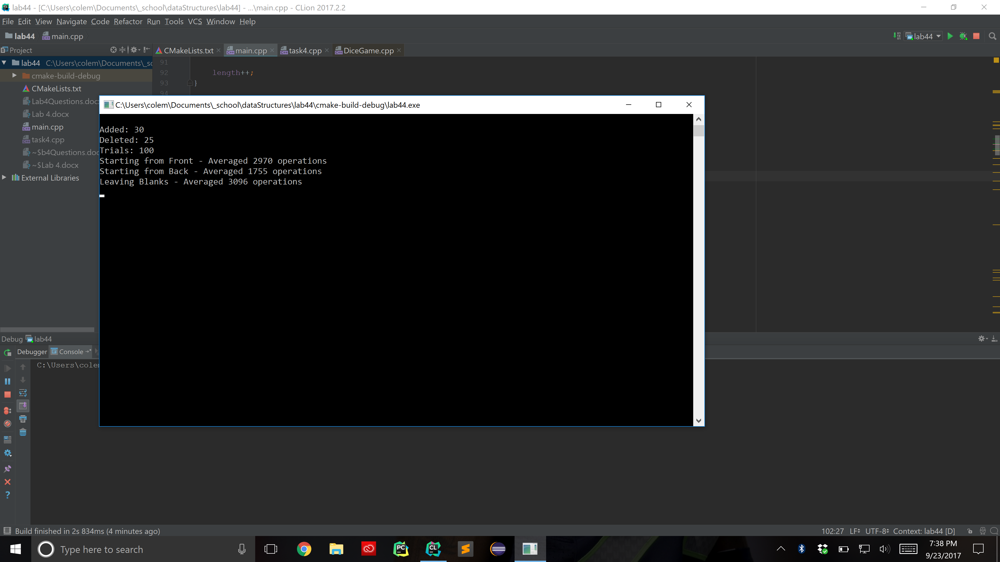 lab44 - [C:\Users\colem\Documents\_school\dataStructures\lab44] - ...\main.cpp - CLion 2017.2.2
File Edit View Navigate Code Refactor Run Tools VCS Window Help
lab44 main.cpp
lab44
Project
CMakeLists.txt main.cpp task4.cpp DiceGame.cpp
lab44 C:\Users\colem\Documents\_sc
cmake-build-debug
CMakeLists.txt
Lab4Questions.docx
Lab 4.docx
main.cpp
task4.cpp
~$b4Questions.doc
~$Lab 4.docx
External Libraries
91
92 length++;
93 }
94
C:\Users\colem\Documents\_school\dataStructures\lab44\cmake-build-debug\lab44.exe
Added: 30
Deleted: 25
Trials: 100
Starting from Front - Averaged 2970 operations
Starting from Back - Averaged 1755 operations
Leaving Blanks - Averaged 3096 operations
Debug lab44
Debugger Console
C:\Users\colem
Build finished in 2s 834ms (4 minutes ago)
102:27 LF UTF-8 Context: lab44 [D]
Type here to search
PC
CL
7:38 PM
9/23/2017